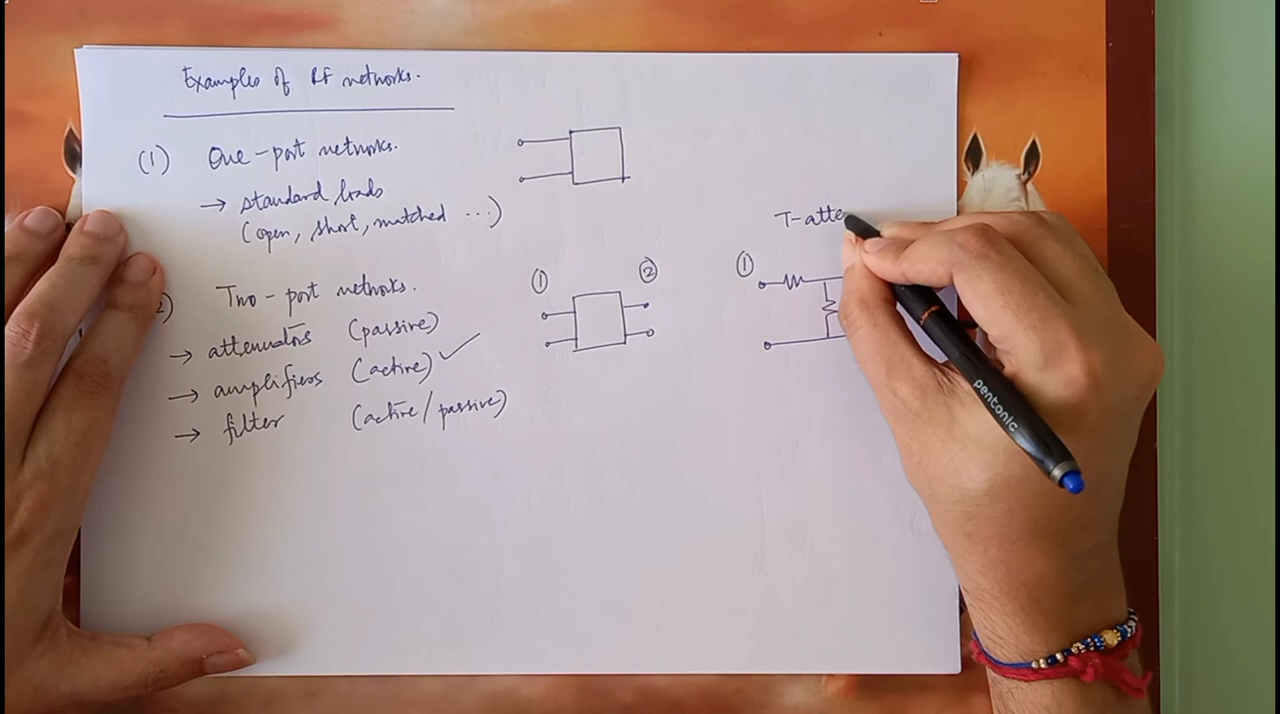 Examples of RF networks.
(1) One-port networks.
→ standard loads
(open, short, matched ...)
2) Two-port networks.
→ attenuators (passive)
→ amplifiers (active) ✓
→ filter (active/passive)
① ②
T-atte
①
pentonic